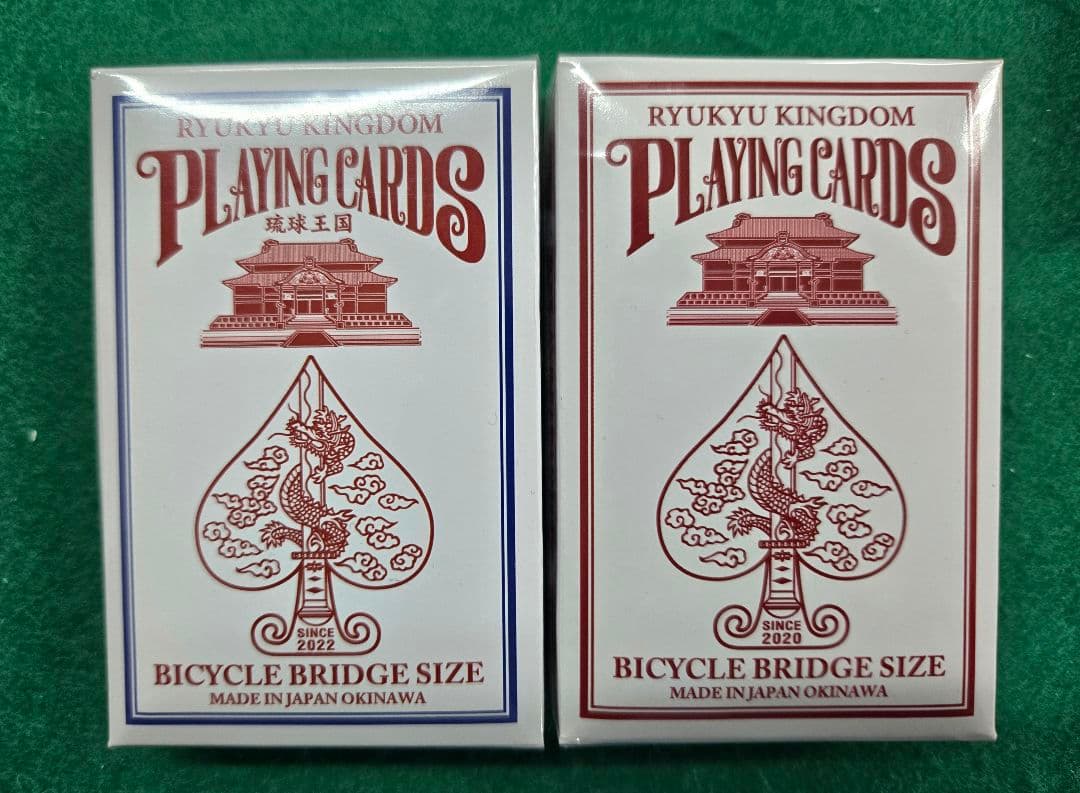 RYUKYU KINGDOM
PLAYING CARDS
琉球王国
SINCE
2022
BICYCLE BRIDGE SIZE
MADE IN JAPAN OKINAWA
RYUKYU KINGDOM
PLAYING CARDS
SINCE
2020
BICYCLE BRIDGE SIZE
MADE IN JAPAN OKINAWA